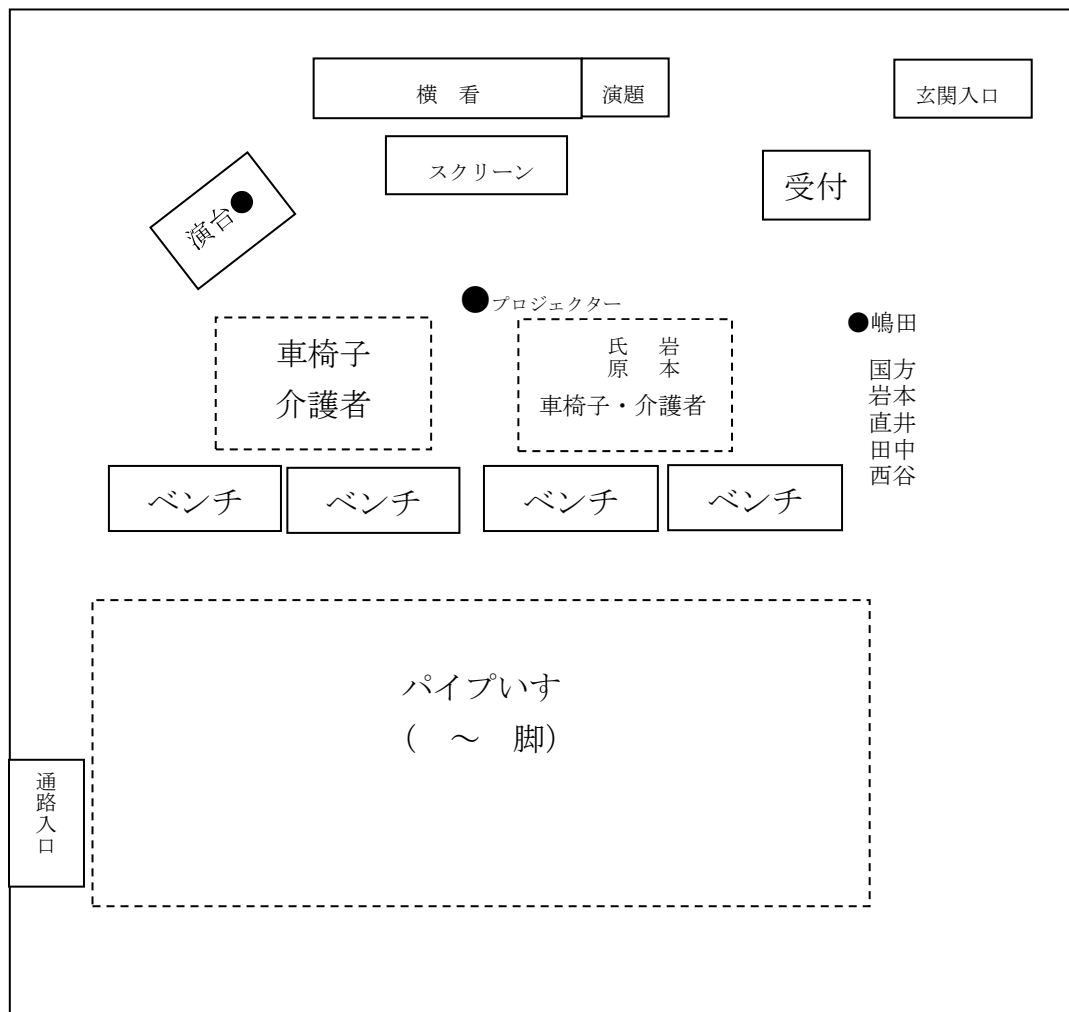 横 看
演題
玄関入口
スクリーン
受付
演台
プロジェクター
嶋田
車椅子
介護者
氏 岩
原 本
車椅子・介護者
国方
岩本
直井
田中
西谷
ベンチ
ベンチ
ベンチ
ベンチ
パイプいす
( ~ 脚)
通路入口